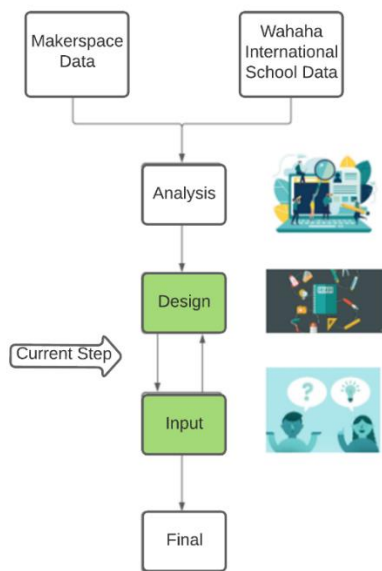 Makerspace
Data
Wahaha
International
School Data
Analysis
Design
Current Step
Input
Final
?